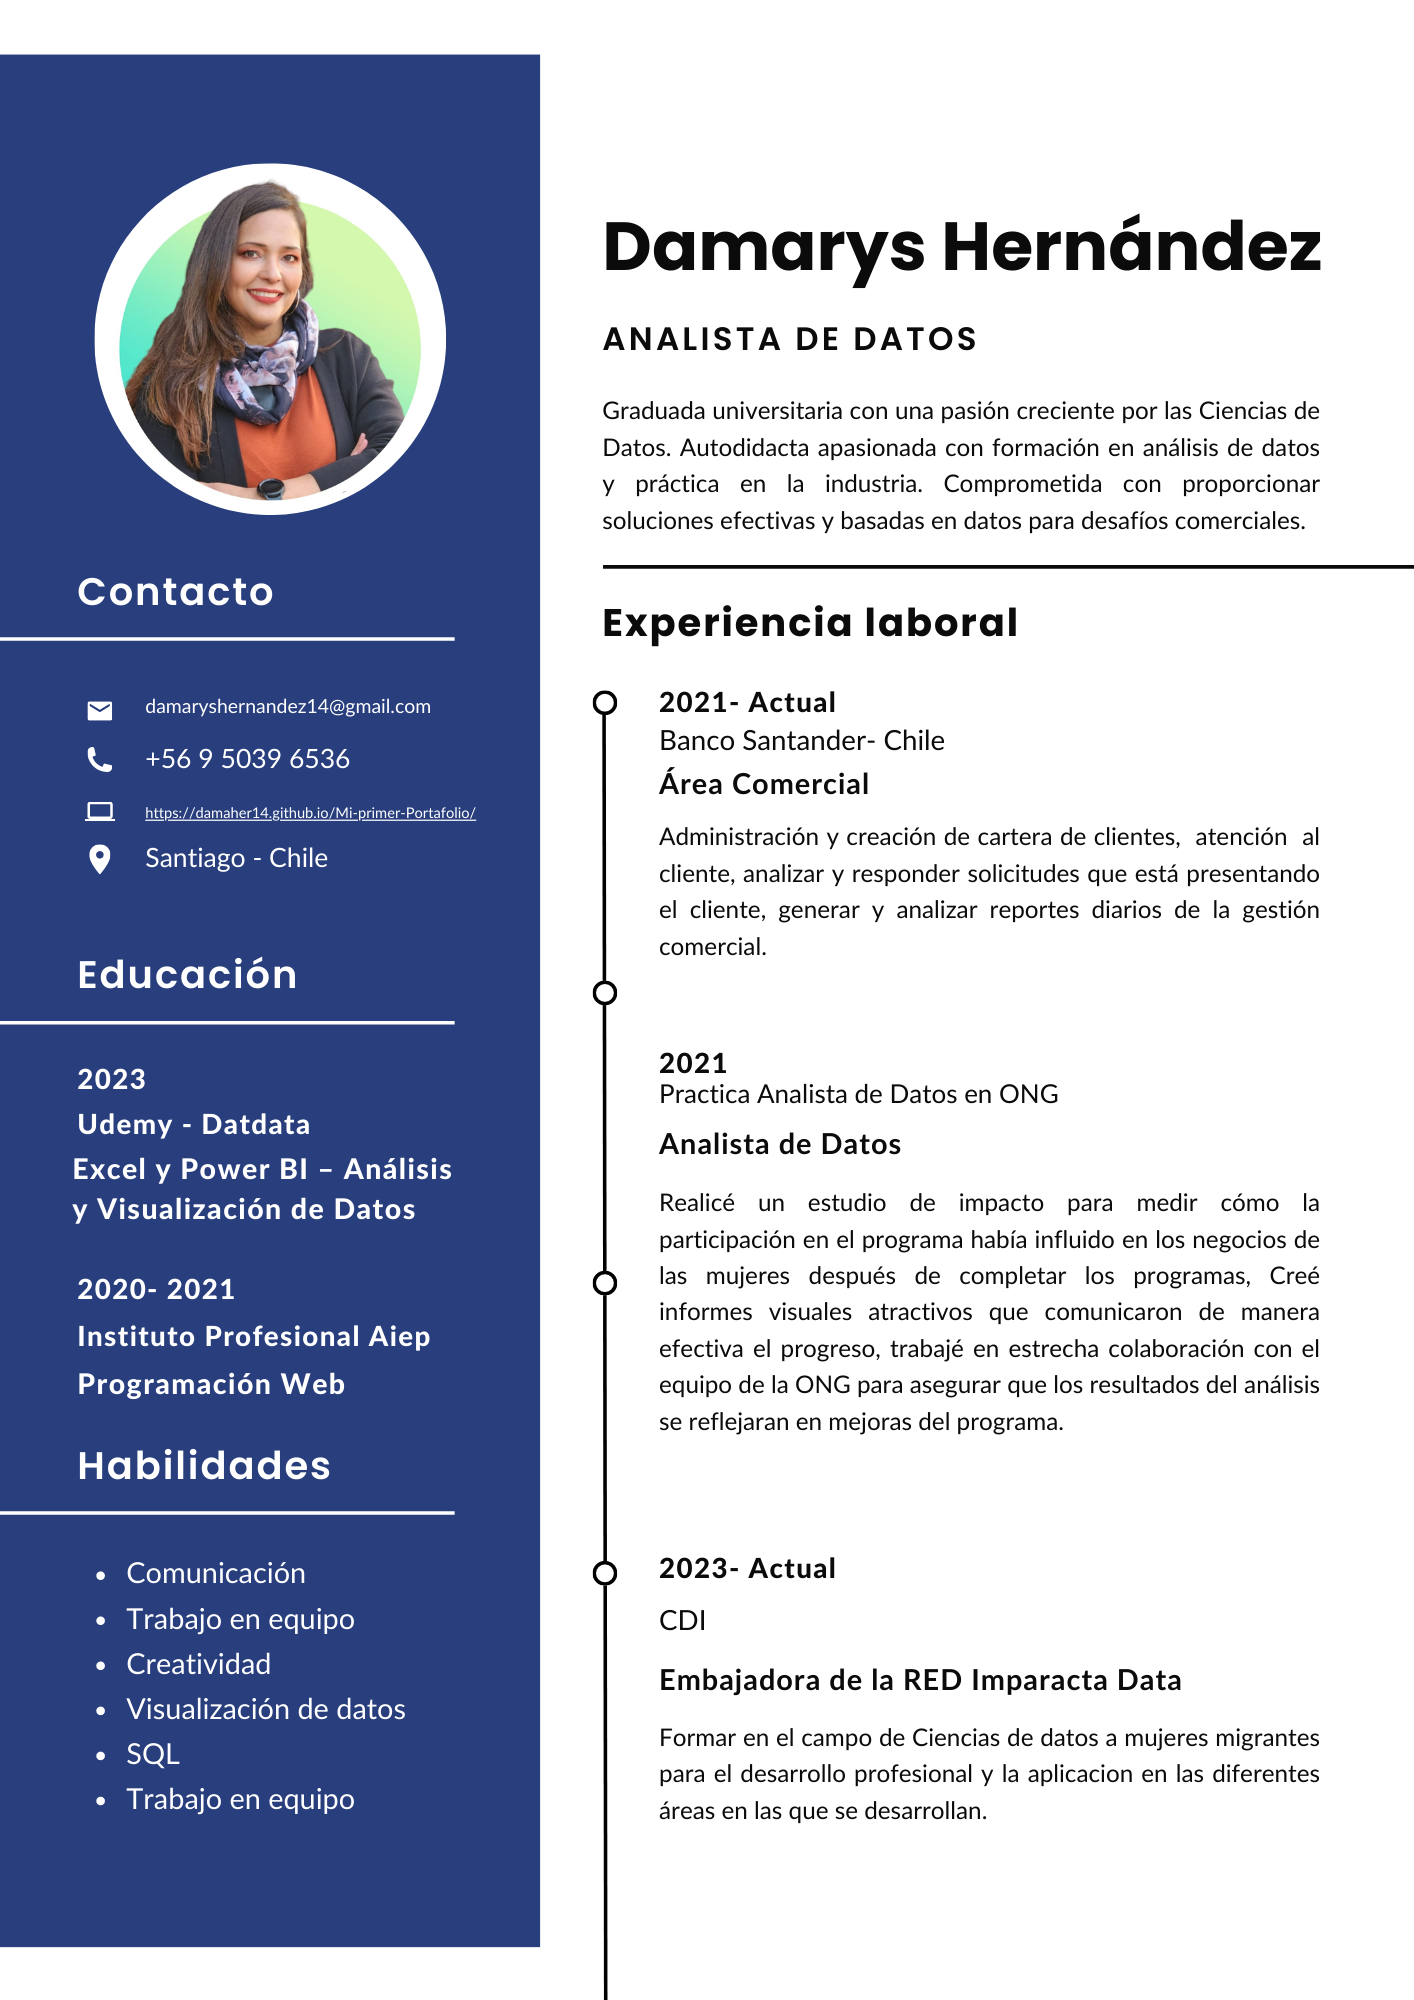 Damarys Hernández
ANALISTA DE DATOS
Graduada universitaria con una pasión creciente por las Ciencias de
Datos. Autodidacta apasionada con formación en análisis de datos
y práctica en la industria. Comprometida con proporcionar
soluciones efectivas y basadas en datos para desafíos comerciales.
Contacto
damaryshernandez14@gmail.com
+56 9 5039 6536
https://damaher14.github.io/Mi-primer-Portafolio/
Santiago - Chile
Educación
2023
Udemy - Datdata
Excel y Power BI – Análisis
y Visualización de Datos
2020- 2021
Instituto Profesional Aiep
Programación Web
Habilidades
• Comunicación
• Trabajo en equipo
• Creatividad
• Visualización de datos
• SQL
• Trabajo en equipo
Experiencia laboral
2021- Actual
Banco Santander- Chile
Área Comercial
Administración y creación de cartera de clientes, atención al
cliente, analizar y responder solicitudes que está presentando
el cliente, generar y analizar reportes diarios de la gestión
comercial.
2021
Practica Analista de Datos en ONG
Analista de Datos
Realicé un estudio de impacto para medir cómo la
participación en el programa había influido en los negocios de
las mujeres después de completar los programas, Creé
informes visuales atractivos que comunicaron de manera
efectiva el progreso, trabajé en estrecha colaboración con el
equipo de la ONG para asegurar que los resultados del análisis
se reflejaran en mejoras del programa.
2023- Actual
CDI
Embajadora de la RED Imparacta Data
Formar en el campo de Ciencias de datos a mujeres migrantes
para el desarrollo profesional y la aplicacion en las diferentes
áreas en las que se desarrollan.